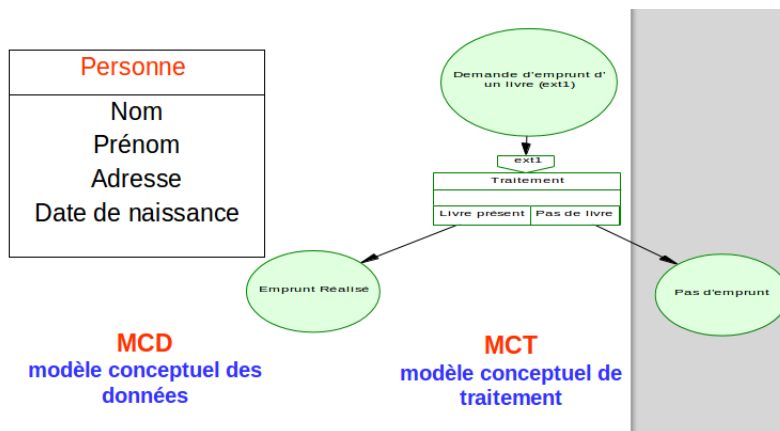 Personne
Nom
Prénom
Adresse
Date de naissance
MCD
modèle conceptuel des
données
Demande d'emprunt d'
un livre (ext1)
ext1
Traitement
Livre présent
Pas de livre
Emprunt Réalisé
Pas d'emprunt
MCT
modèle conceptuel de
traitement